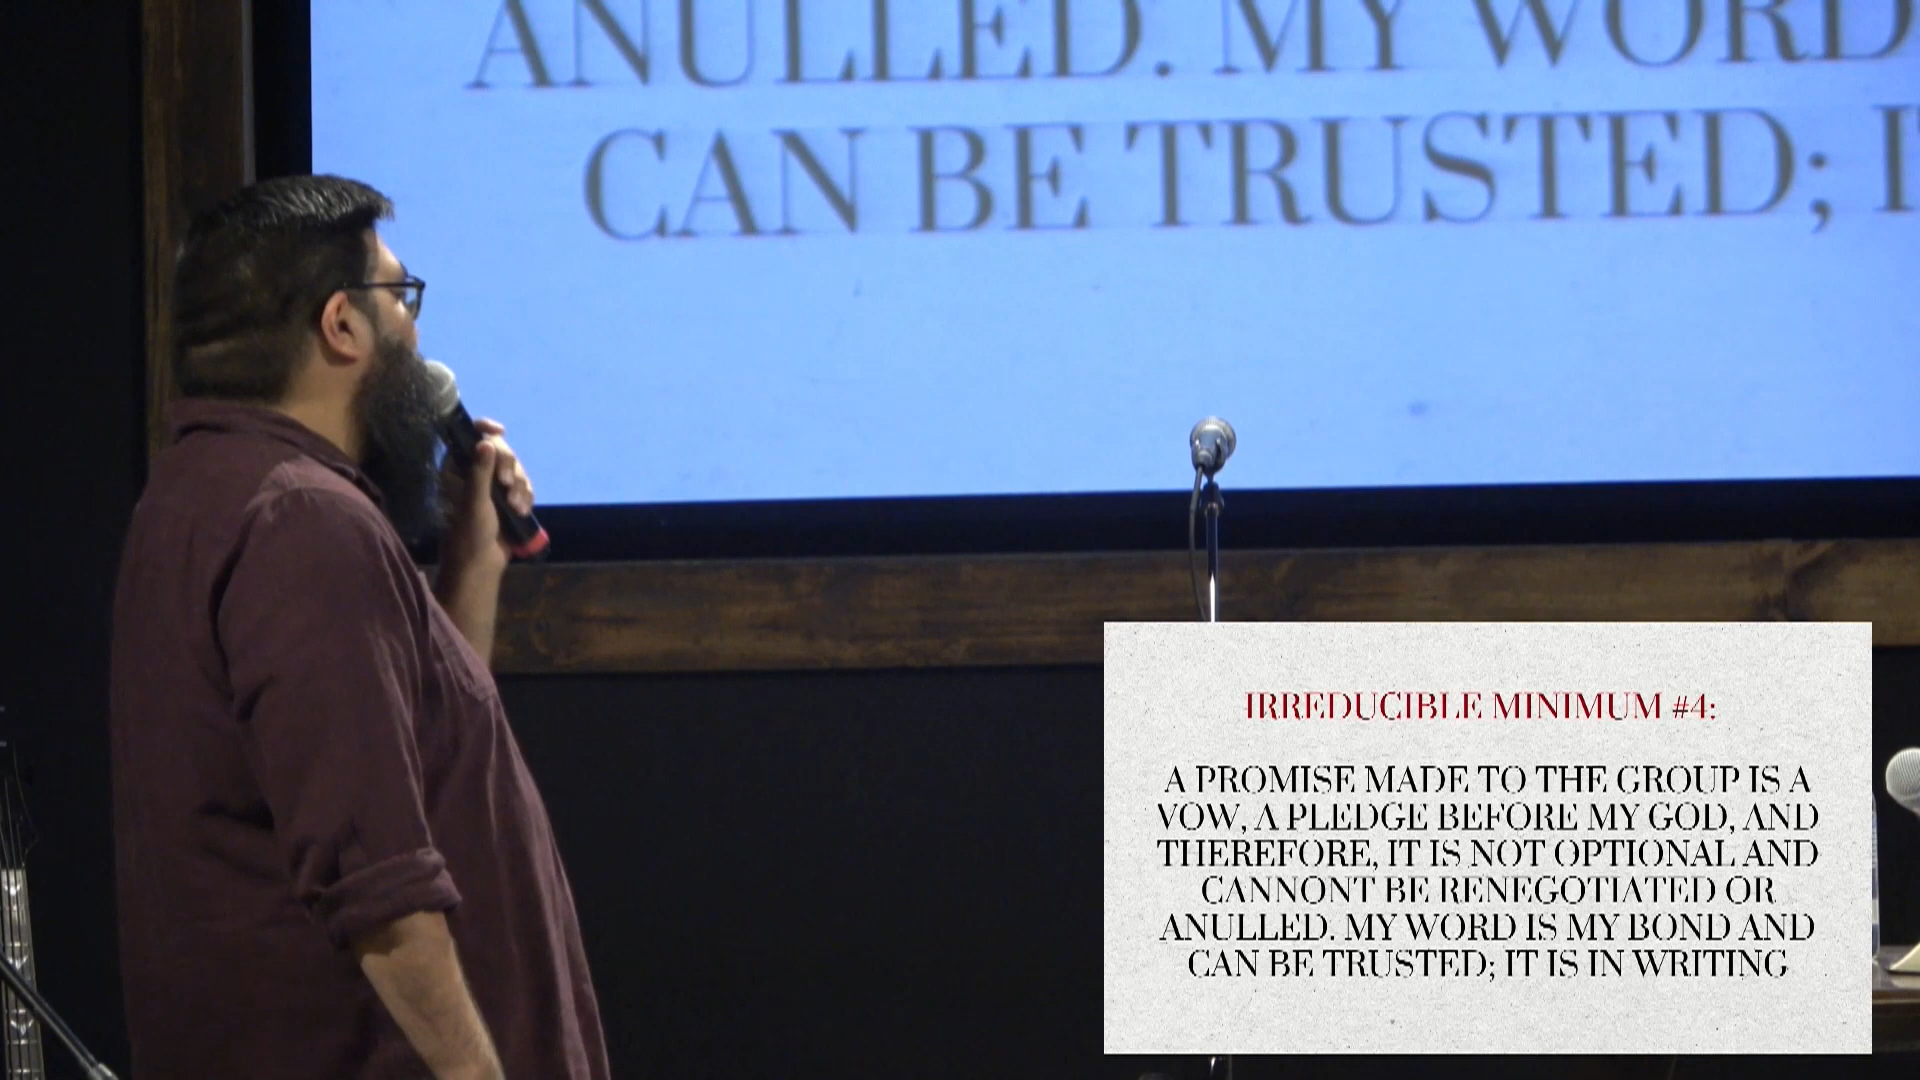 ANULLED. MY WORD
CAN BE TRUSTED; I
IRREDUCIBLE MINIMUM #4:
A PROMISE MADE TO THE GROUP IS A
VOW, A PLEDGE BEFORE MY GOD, AND
THEREFORE, IT IS NOT OPTIONAL AND
CANNONT BE RENEGOTIATED OR
ANULLED. MY WORD IS MY BOND AND
CAN BE TRUSTED; IT IS IN WRITING